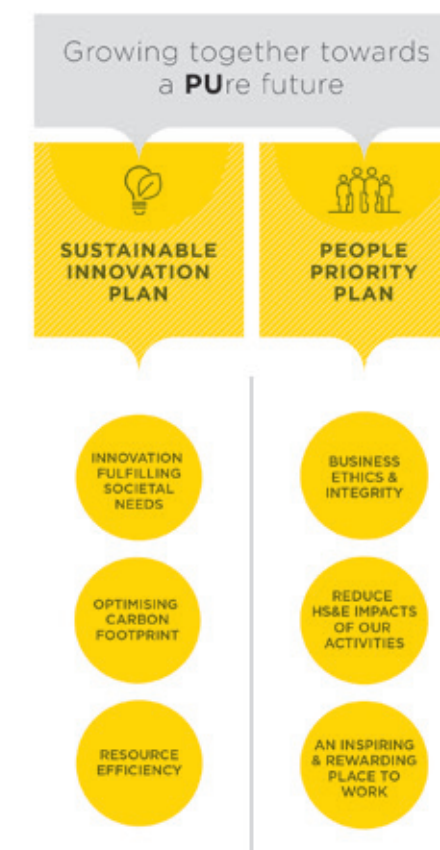 Growing together towards
a PUre future
SUSTAINABLE
INNOVATION
PLAN
INNOVATION
FULFILLING
SOCIETAL
NEEDS
OPTIMISING
CARBON
FOOTPRINT
RESOURCE
EFFICIENCY
PEOPLE
PRIORITY
PLAN
BUSINESS
ETHICS &
INTEGRITY
REDUCE
HS&E IMPACTS
OF OUR
ACTIVITIES
AN INSPIRING
& REWARDING
PLACE TO
WORK